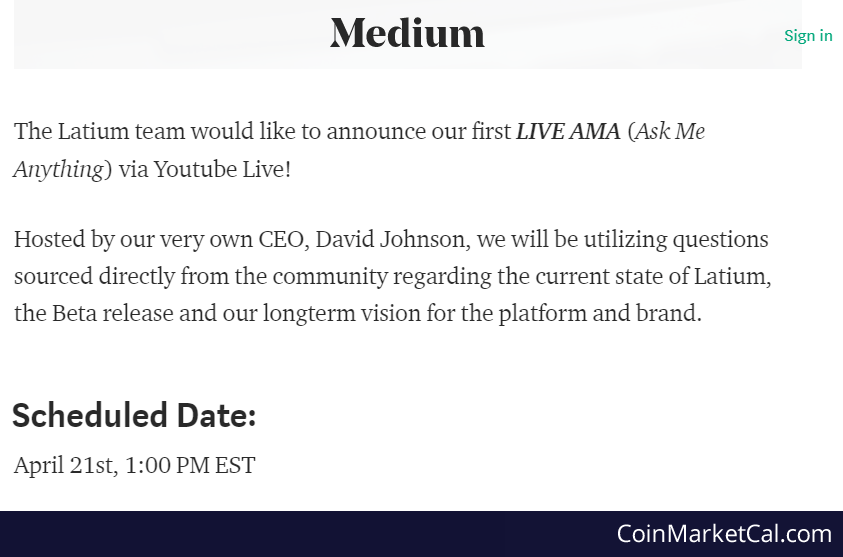 Medium
Sign in
The Latium team would like to announce our first LIVE AMA (Ask Me
Anything) via Youtube Live!
Hosted by our very own CEO, David Johnson, we will be utilizing questions
sourced directly from the community regarding the current state of Latium,
the Beta release and our longterm vision for the platform and brand.
Scheduled Date:
April 21st, 1:00 PM EST
CoinMarketCal.com